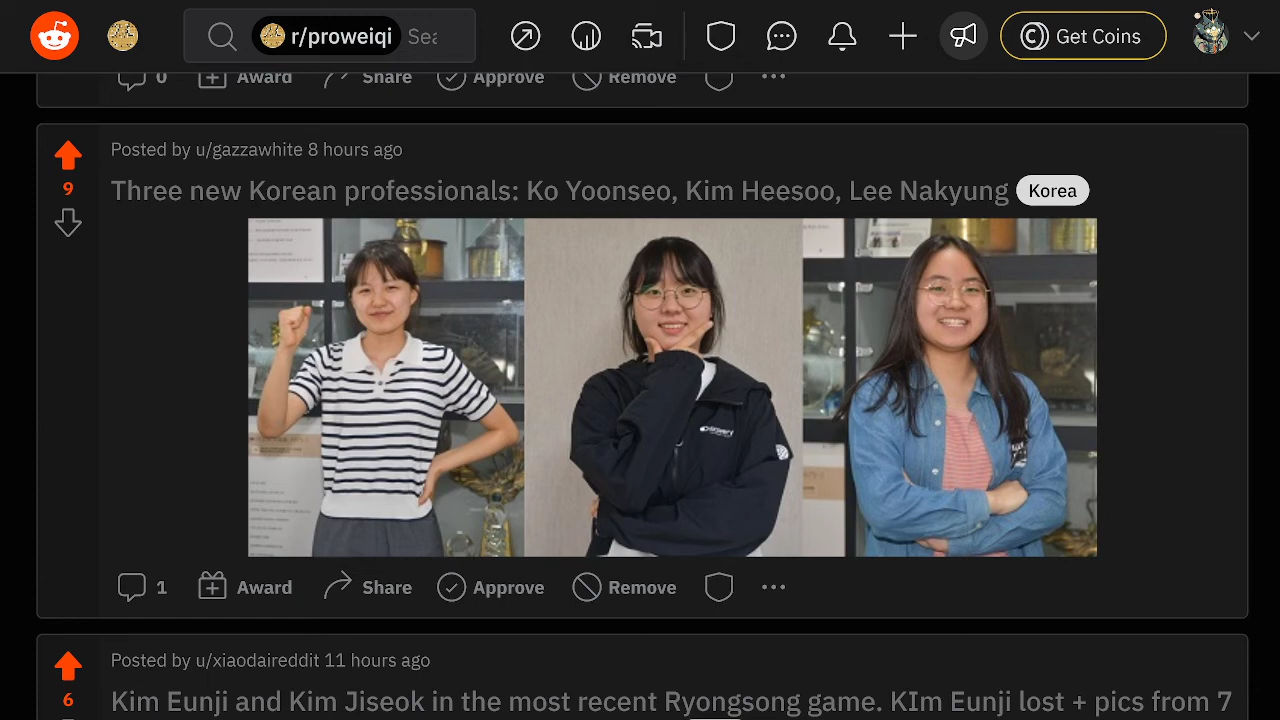 r/proweiqi Sea
Get Coins
0 Award Share Approve Remove
Posted by u/gazzawhite 8 hours ago
9
Three new Korean professionals: Ko Yoonseo, Kim Heesoo, Lee Nakyung Korea
1 Award Share Approve Remove
Posted by u/xiaodaireddit 11 hours ago
6
Kim Eunji and Kim Jiseok in the most recent Ryongsong game. KIm Eunji lost + pics from 7